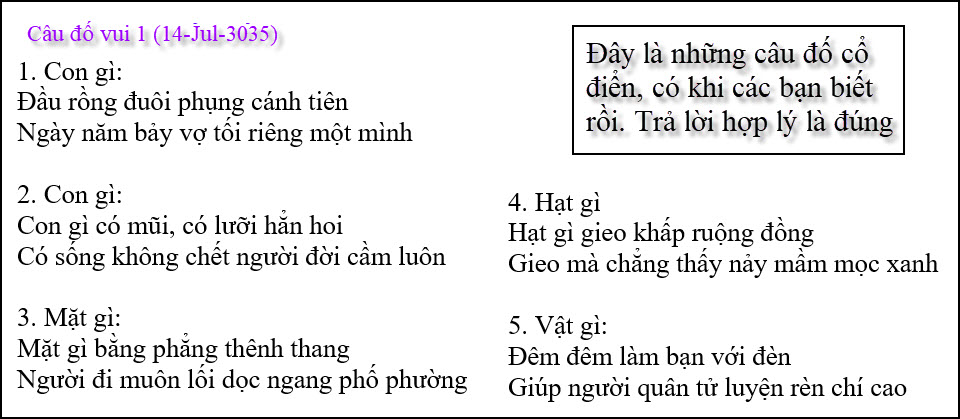 Câu đố vui 1 (14-Jul-3035)
1. Con gì:
Đầu rồng đuôi phụng cánh tiên
Ngày năm bảy vợ tối riêng một mình
2. Con gì:
Con gì có mũi, có lưỡi hẳn hoi
Có sống không chết người đời cầm luôn
3. Mặt gì:
Mặt gì bằng phẳng thênh thang
Người đi muôn lối dọc ngang phố phường
Đây là những câu đố cổ
điển, có khi các bạn biết
rồi. Trả lời hợp lý là đúng
4. Hạt gì
Hạt gì gieo khấp ruộng đồng
Gieo mà chẳng thấy nảy mầm mọc xanh
5. Vật gì:
Đêm đêm làm bạn với đèn
Giúp người quân tử luyện rèn chí cao